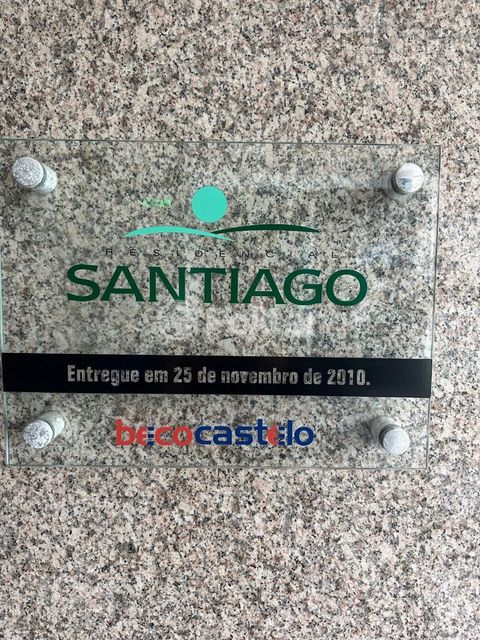 RESIDENCIAL
SANTIAGO
Entregue em 25 de novembro de 2010.
becocastelo